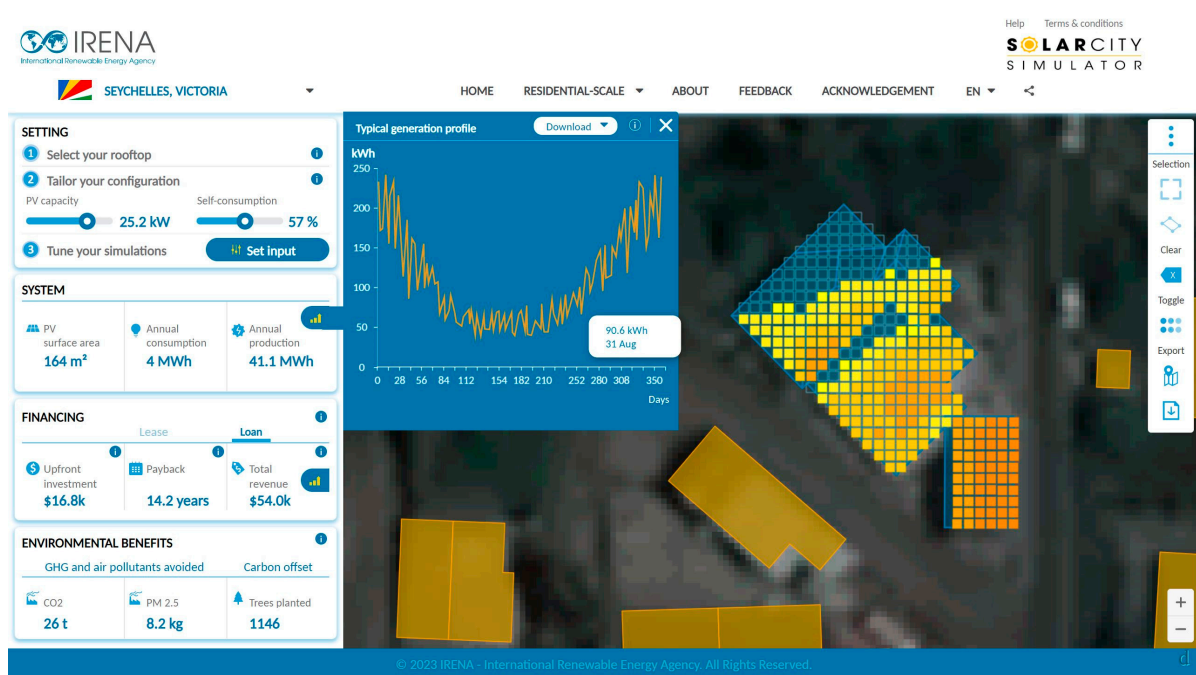 Help Terms & conditions
IRENA
International Renewable Energy Agency
SOLARCITY
SIMULATOR
SEYCHELLES, VICTORIA
HOME RESIDENTIAL-SCALE ABOUT FEEDBACK ACKNOWLEDGEMENT EN
SETTING
1 Select your rooftop i
2 Tailor your configuration i
PV capacity Self-consumption
25.2 kW 57 %
3 Tune your simulations Set input
SYSTEM
PV surface area
164 m²
Annual consumption
4 MWh
Annual production
41.1 MWh
FINANCING i
Lease Loan
i i i
$ Upfront investment
$16.8k
Payback
14.2 years
Total revenue
$54.0k
ENVIRONMENTAL BENEFITS i
GHG and air pollutants avoided Carbon offset
CO2
26 t
PM 2.5
8.2 kg
Trees planted
1146
Typical generation profile Download i
kWh
250
200
150
100
50
0
0 28 56 84 112 154 182 210 252 280 308 350
Days
90.6 kWh
31 Aug
Selection
Clear
X
Toggle
Export
+
−
© 2023 IRENA - International Renewable Energy Agency. All Rights Reserved.
d